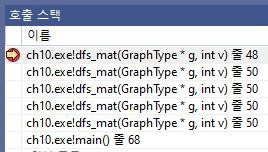 호출 스택
이름
ch10.exe!dfs_mat(GraphType * g, int v) 줄 48
ch10.exe!dfs_mat(GraphType * g, int v) 줄 50
ch10.exe!dfs_mat(GraphType * g, int v) 줄 50
ch10.exe!dfs_mat(GraphType * g, int v) 줄 50
ch10.exe!dfs_mat(GraphType * g, int v) 줄 50
ch10.exe!main() 줄 68